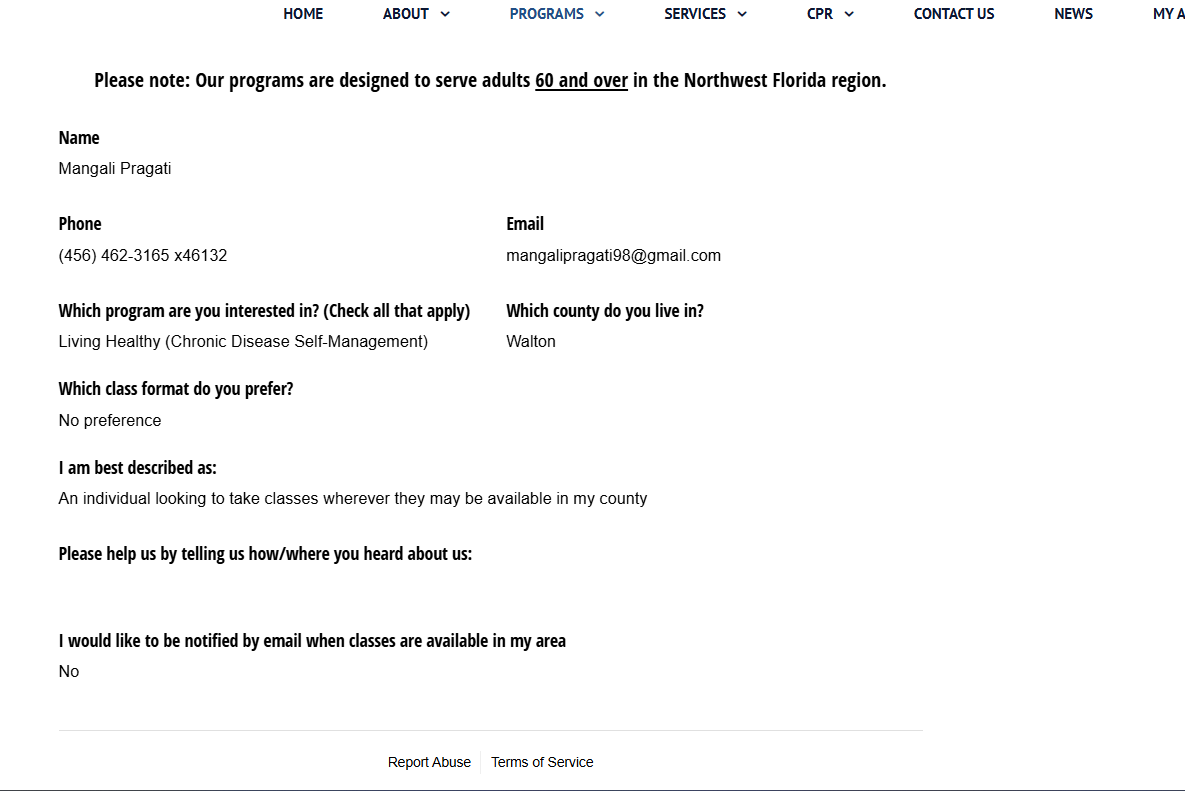 HOME ABOUT PROGRAMS SERVICES CPR CONTACT US NEWS MY A
Please note: Our programs are designed to serve adults 60 and over in the Northwest Florida region.
Name
Mangali Pragati
Phone Email
(456) 462-3165 x46132 mangalipragati98@gmail.com
Which program are you interested in? (Check all that apply) Which county do you live in?
Living Healthy (Chronic Disease Self-Management) Walton
Which class format do you prefer?
No preference
I am best described as:
An individual looking to take classes wherever they may be available in my county
Please help us by telling us how/where you heard about us:
I would like to be notified by email when classes are available in my area
No
Report Abuse Terms of Service